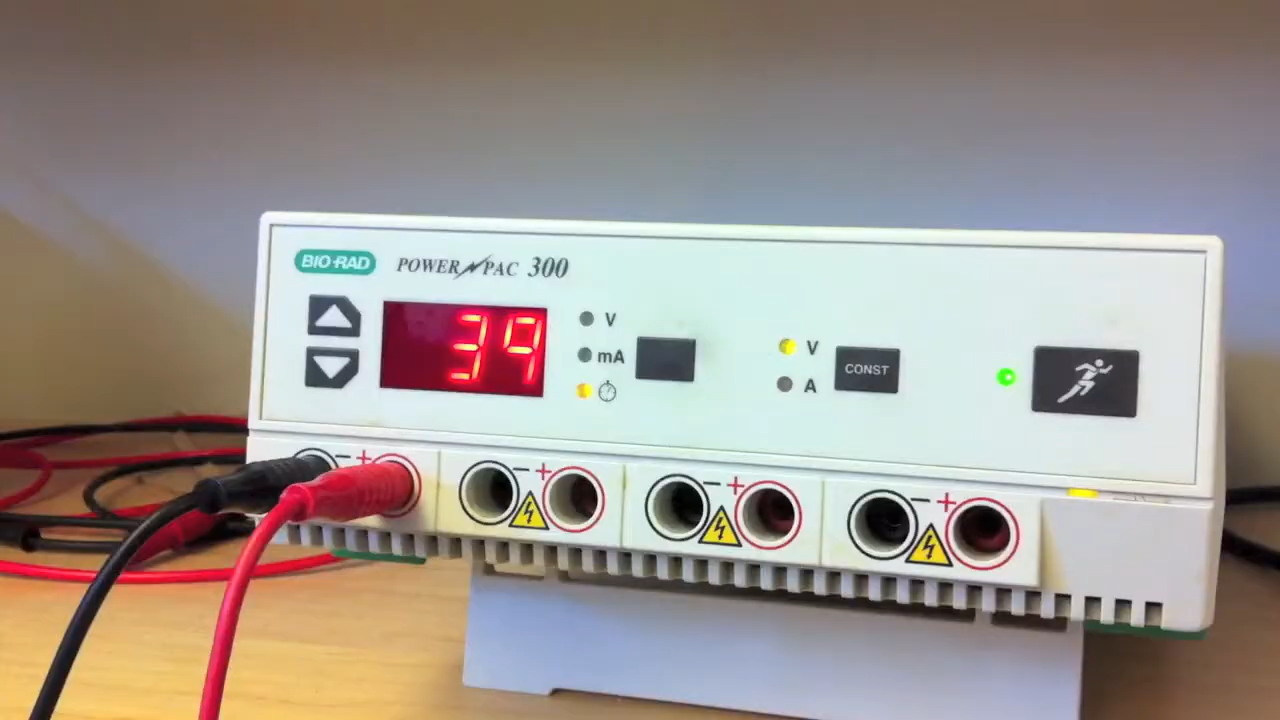 BIO-RAD POWER PAC 300
39
V
mA
V
A
CONST
− +
− +
− +
− +